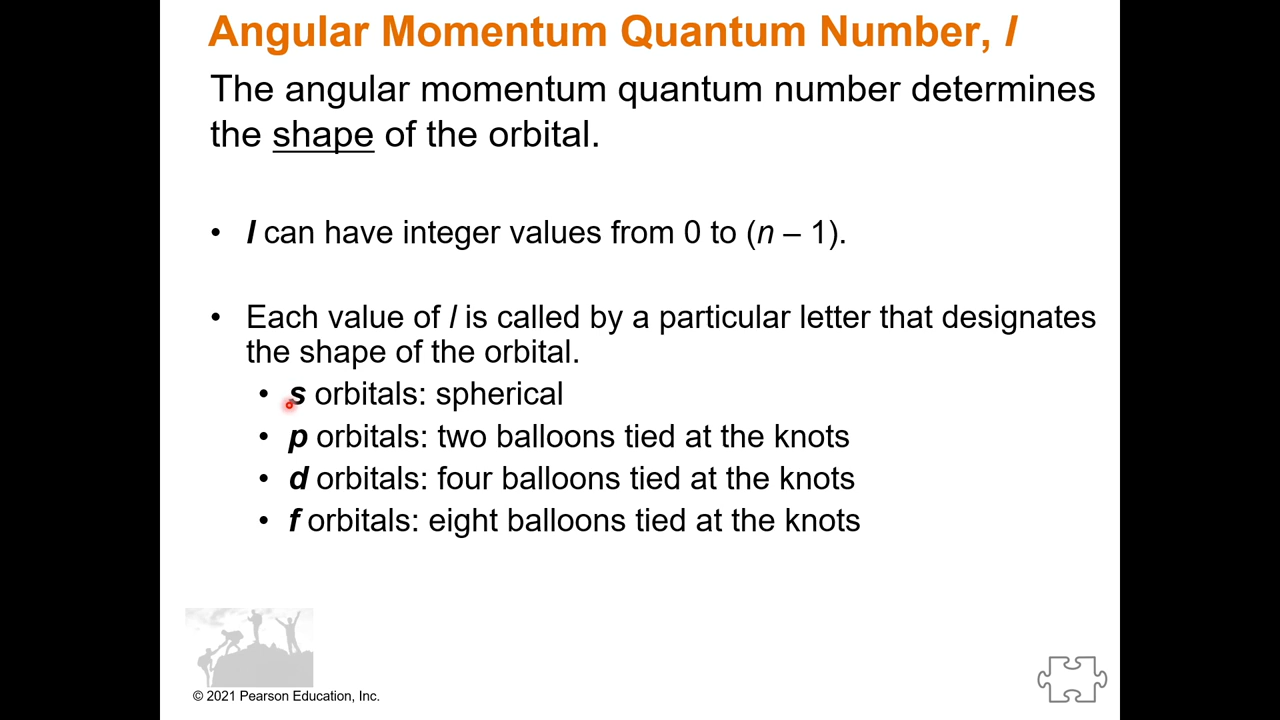 Angular Momentum Quantum Number, l
The angular momentum quantum number determines
the shape of the orbital.
• l can have integer values from 0 to (n – 1).
• Each value of l is called by a particular letter that designates
the shape of the orbital.
• s orbitals: spherical
• p orbitals: two balloons tied at the knots
• d orbitals: four balloons tied at the knots
• f orbitals: eight balloons tied at the knots
© 2021 Pearson Education, Inc.